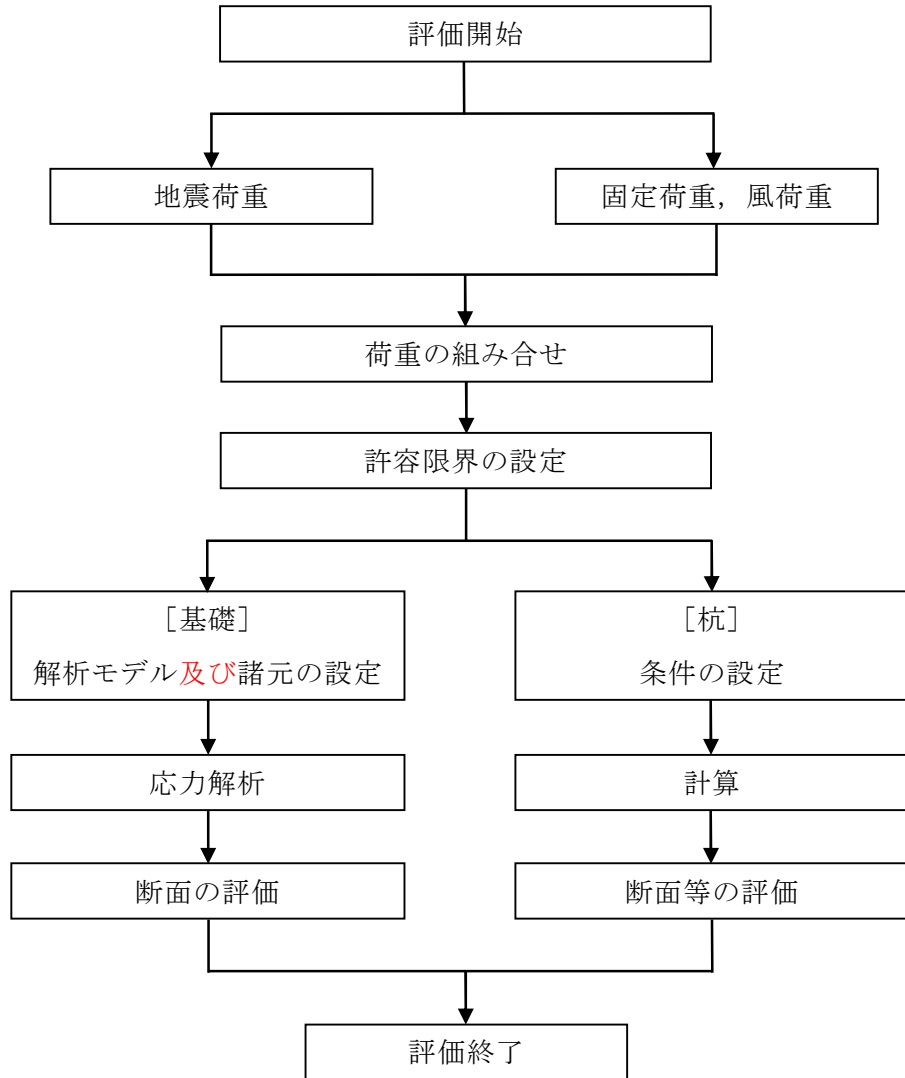 評価開始
地震荷重
固定荷重，風荷重
荷重の組み合せ
許容限界の設定
［基礎］
解析モデル及び諸元の設定
［杭］
条件の設定
応力解析
計算
断面の評価
断面等の評価
評価終了